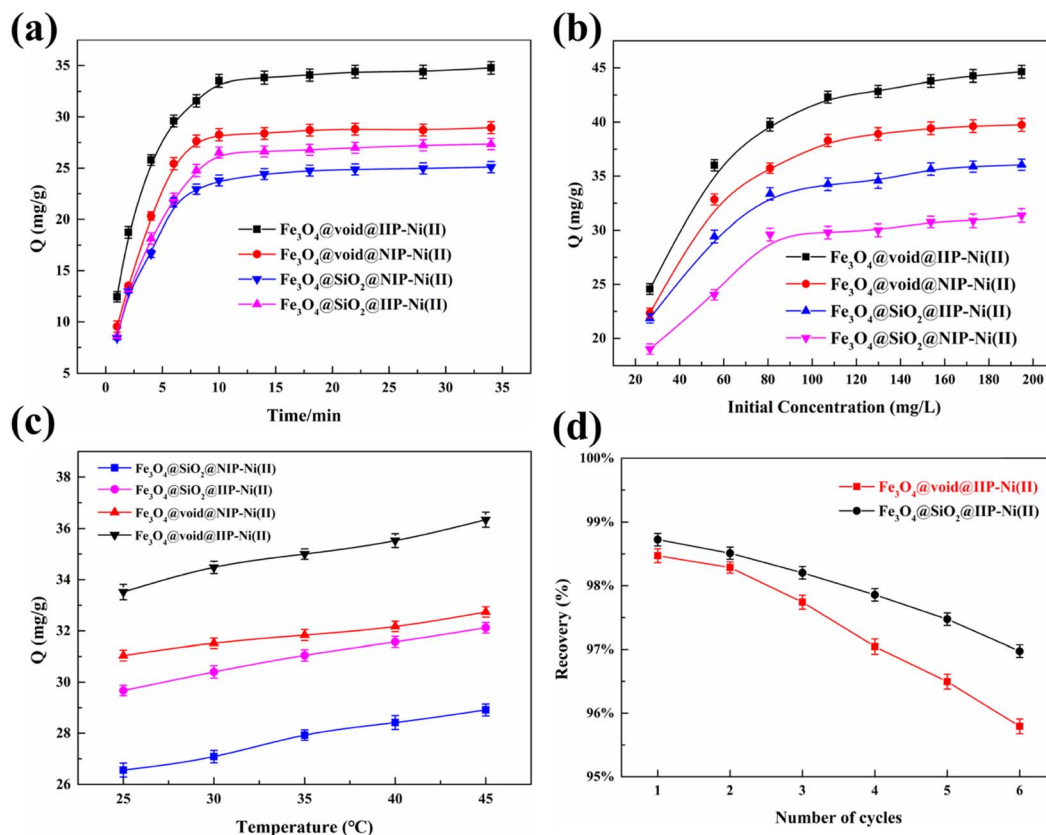 (a)
35
30
25
20
15
10
5
Q (mg/g)
Fe₃O₄@void@IIP-Ni(II)
Fe₃O₄@void@NIP-Ni(II)
Fe₃O₄@SiO₂@NIP-Ni(II)
Fe₃O₄@SiO₂@IIP-Ni(II)
0 5 10 15 20 25 30 35
Time/min
(b)
45
40
35
30
25
20
Q (mg/g)
Fe₃O₄@void@IIP-Ni(II)
Fe₃O₄@void@NIP-Ni(II)
Fe₃O₄@SiO₂@IIP-Ni(II)
Fe₃O₄@SiO₂@NIP-Ni(II)
20 40 60 80 100 120 140 160 180 200
Initial Concentration (mg/L)
(c)
38
36
34
32
30
28
26
Q (mg/g)
Fe₃O₄@SiO₂@NIP-Ni(II)
Fe₃O₄@SiO₂@IIP-Ni(II)
Fe₃O₄@void@NIP-Ni(II)
Fe₃O₄@void@IIP-Ni(II)
25 30 35 40 45
Temperature (℃)
(d)
100%
99%
98%
97%
96%
95%
Recovery (%)
Fe₃O₄@void@IIP-Ni(II)
Fe₃O₄@SiO₂@IIP-Ni(II)
1 2 3 4 5 6
Number of cycles